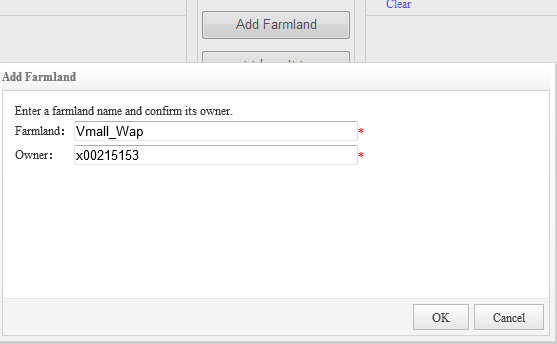 Clear
Add Farmland
Add Farmland
Enter a farmland name and confirm its owner.
Farmland: Vmall_Wap *
Owner: x00215153 *
OK Cancel